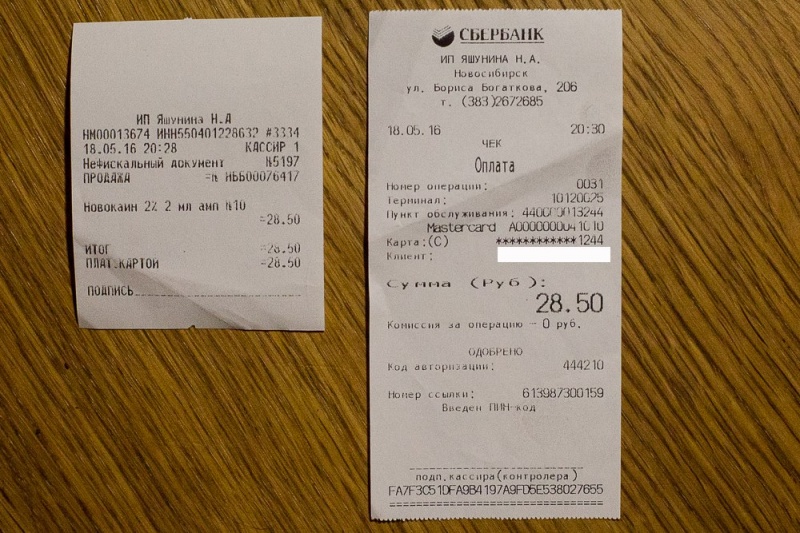 ИП Яшунина Н.А
НМ00013674 ИНН550401228632 #3334
18.05.16 20:28 КАССИР 1
Нефискальный документ №5197
ПРОДАЖА =№ ИББ00076417
Новокаин 2% 2 мл амп №10
=28.50
ИТОГ =28.50
ПЛАТ.КАРТОЙ =28.50
ПОДПИСЬ
СБЕРБАНК
ИП ЯШУНИНА Н.А.
Новосибирск
ул. Бориса Богаткова, 206
т. (383)2672685
18.05.16 20:30
ЧЕК
Оплата
Номер операции: 0031
Терминал: 10120625
Пункт обслуживания: 440000013244
Mastercard A0000000041010
Карта:(C) ************1244
Клиент:
Сумма (Руб):
28.50
Комиссия за операцию - 0 руб.
ОДОБРЕНО
Код авторизации: 444210
Номер ссылки: 613987300159
Введен ПИН-код
подп.кассира(контролера)
FA7F3C51DFA9B4197A9FD5E538027655